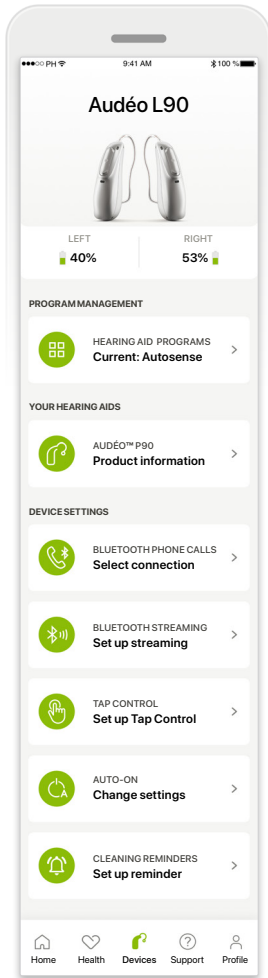 PH 9:41 AM 100 %
Audéo L90
LEFT RIGHT
40% 53%
PROGRAM MANAGEMENT
HEARING AID PROGRAMS
Current: Autosense
YOUR HEARING AIDS
AUDÉO™ P90
Product information
DEVICE SETTINGS
BLUETOOTH PHONE CALLS
Select connection
BLUETOOTH STREAMING
Set up streaming
TAP CONTROL
Set up Tap Control
AUTO-ON
Change settings
CLEANING REMINDERS
Set up reminder
Home Health Devices Support Profile